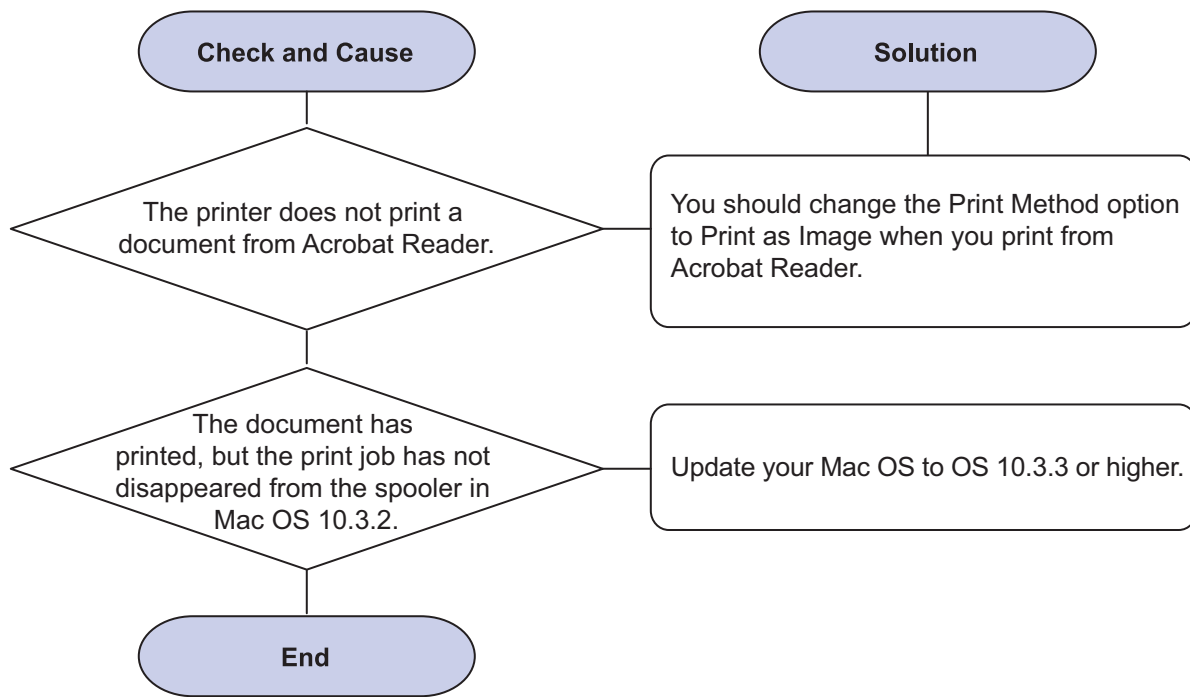 Check and Cause
Solution
The printer does not print a
document from Acrobat Reader.
You should change the Print Method option
to Print as Image when you print from
Acrobat Reader.
The document has
printed, but the print job has not
disappeared from the spooler in
Mac OS 10.3.2.
Update your Mac OS to OS 10.3.3 or higher.
End